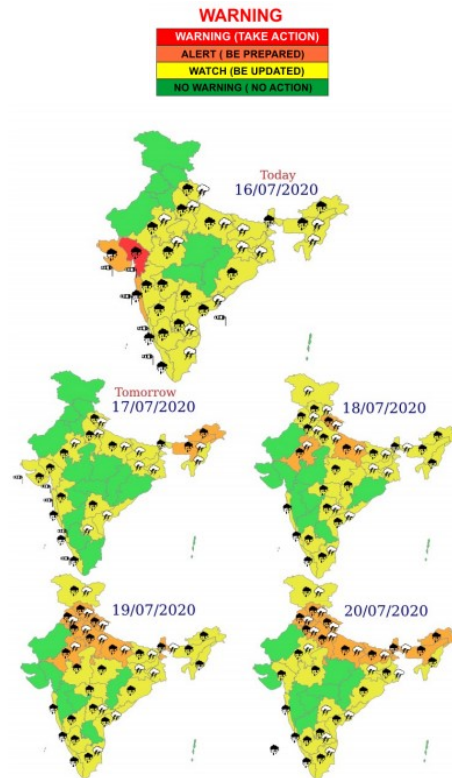 WARNING
WARNING (TAKE ACTION)
ALERT ( BE PREPARED)
WATCH (BE UPDATED)
NO WARNING ( NO ACTION)
Today
16/07/2020
Tomorrow
17/07/2020
18/07/2020
19/07/2020
20/07/2020